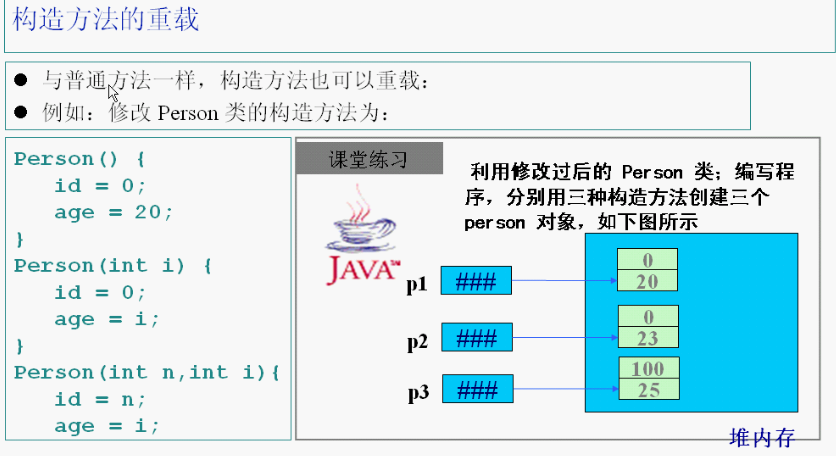 构造方法的重载
● 与普通方法一样，构造方法也可以重载：
● 例如：修改 Person 类的构造方法为：
Person() {
id = 0;
age = 20;
}
Person(int i) {
id = 0;
age = i;
}
Person(int n,int i){
id = n;
age = i;
课堂练习
利用修改过后的 Person 类；编写程
序，分别用三种构造方法创建三个
person 对象，如下图所示
JAVA™
p1 ### 0
20
p2 ### 0
23
p3 ### 100
25
堆内存